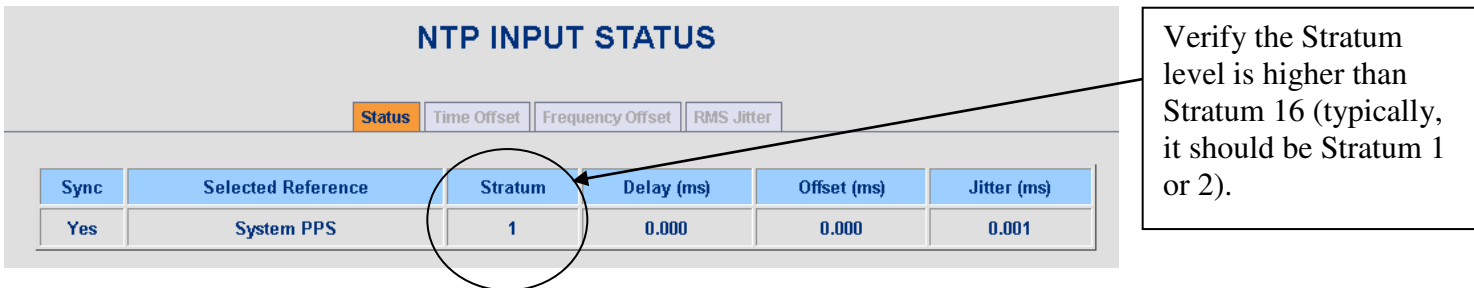 NTP INPUT STATUS
Status Time Offset Frequency Offset RMS Jitter
Sync Selected Reference Stratum Delay (ms) Offset (ms) Jitter (ms)
Yes System PPS 1 0.000 0.000 0.001
Verify the Stratum
level is higher than
Stratum 16 (typically,
it should be Stratum 1
or 2).